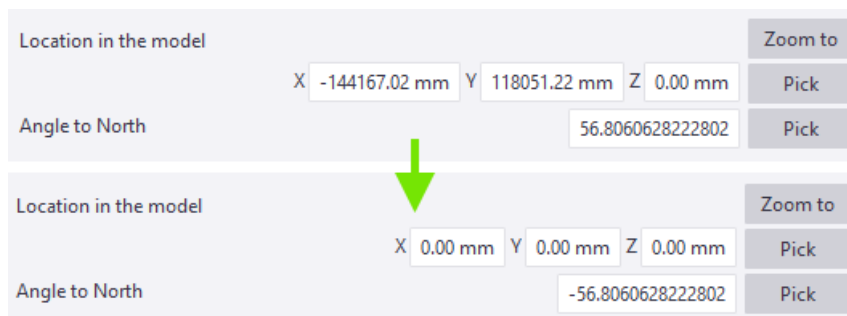 Location in the model Zoom to
X -144167.02 mm Y 118051.22 mm Z 0.00 mm Pick
Angle to North 56.8060628222802 Pick
Location in the model Zoom to
X 0.00 mm Y 0.00 mm Z 0.00 mm Pick
Angle to North -56.8060628222802 Pick